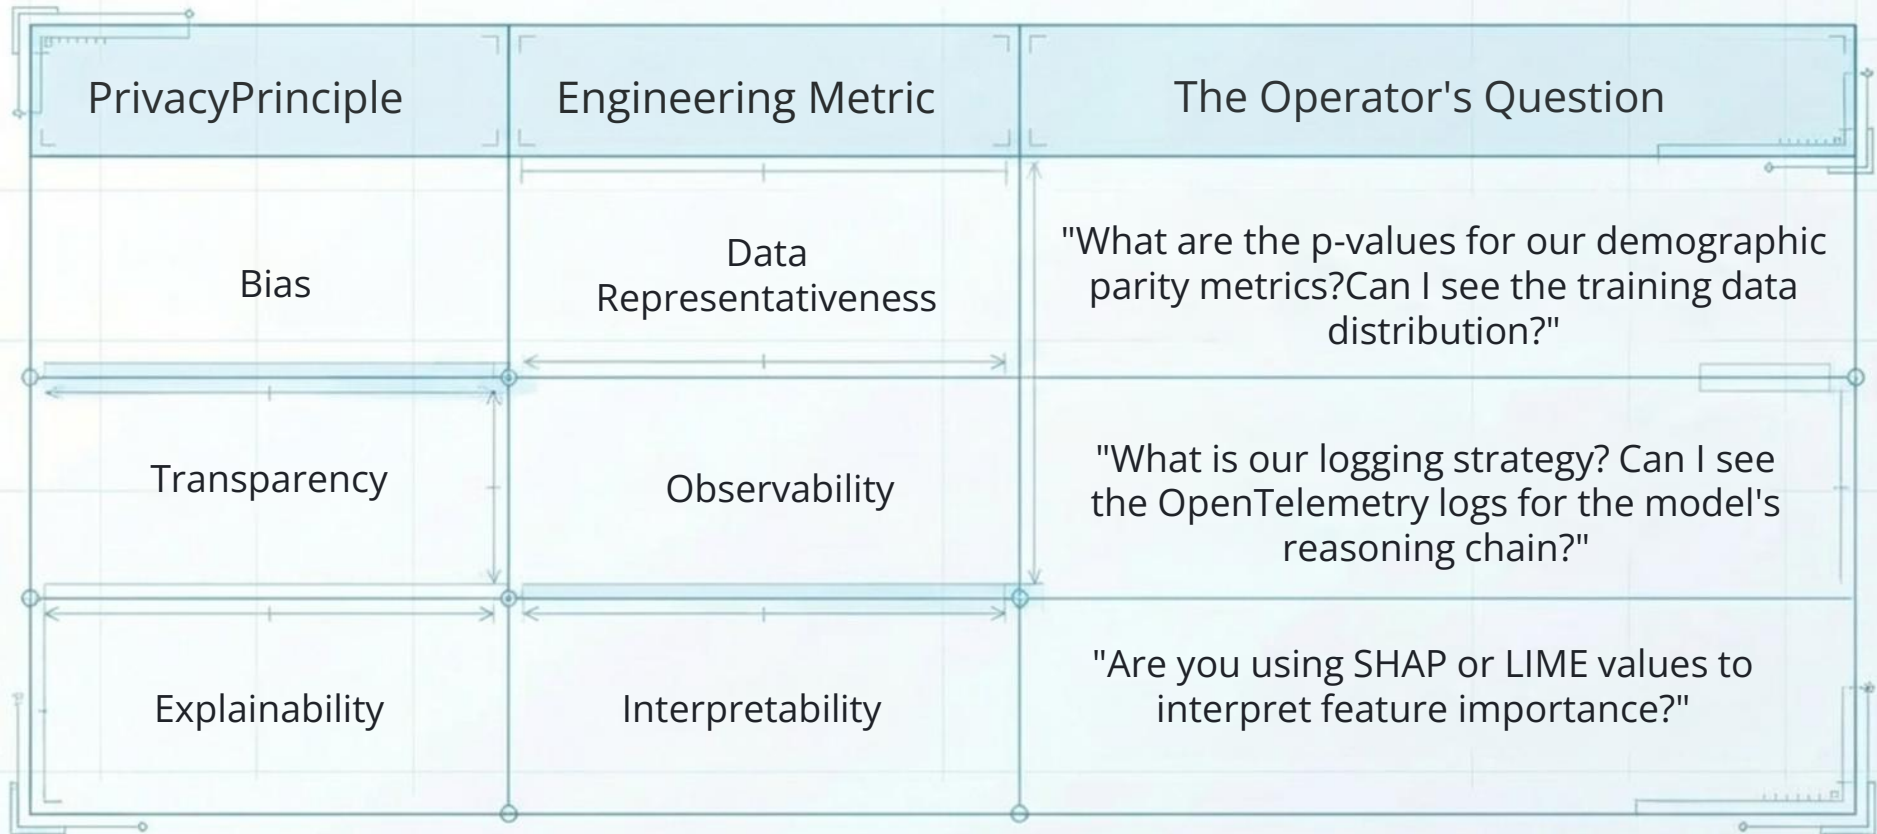 PrivacyPrinciple
Engineering Metric
The Operator's Question
Bias
Data
Representativeness
"What are the p-values for our demographic
parity metrics?Can I see the training data
distribution?"
Transparency
Observability
"What is our logging strategy? Can I see
the OpenTelemetry logs for the model's
reasoning chain?"
Explainability
Interpretability
"Are you using SHAP or LIME values to
interpret feature importance?"